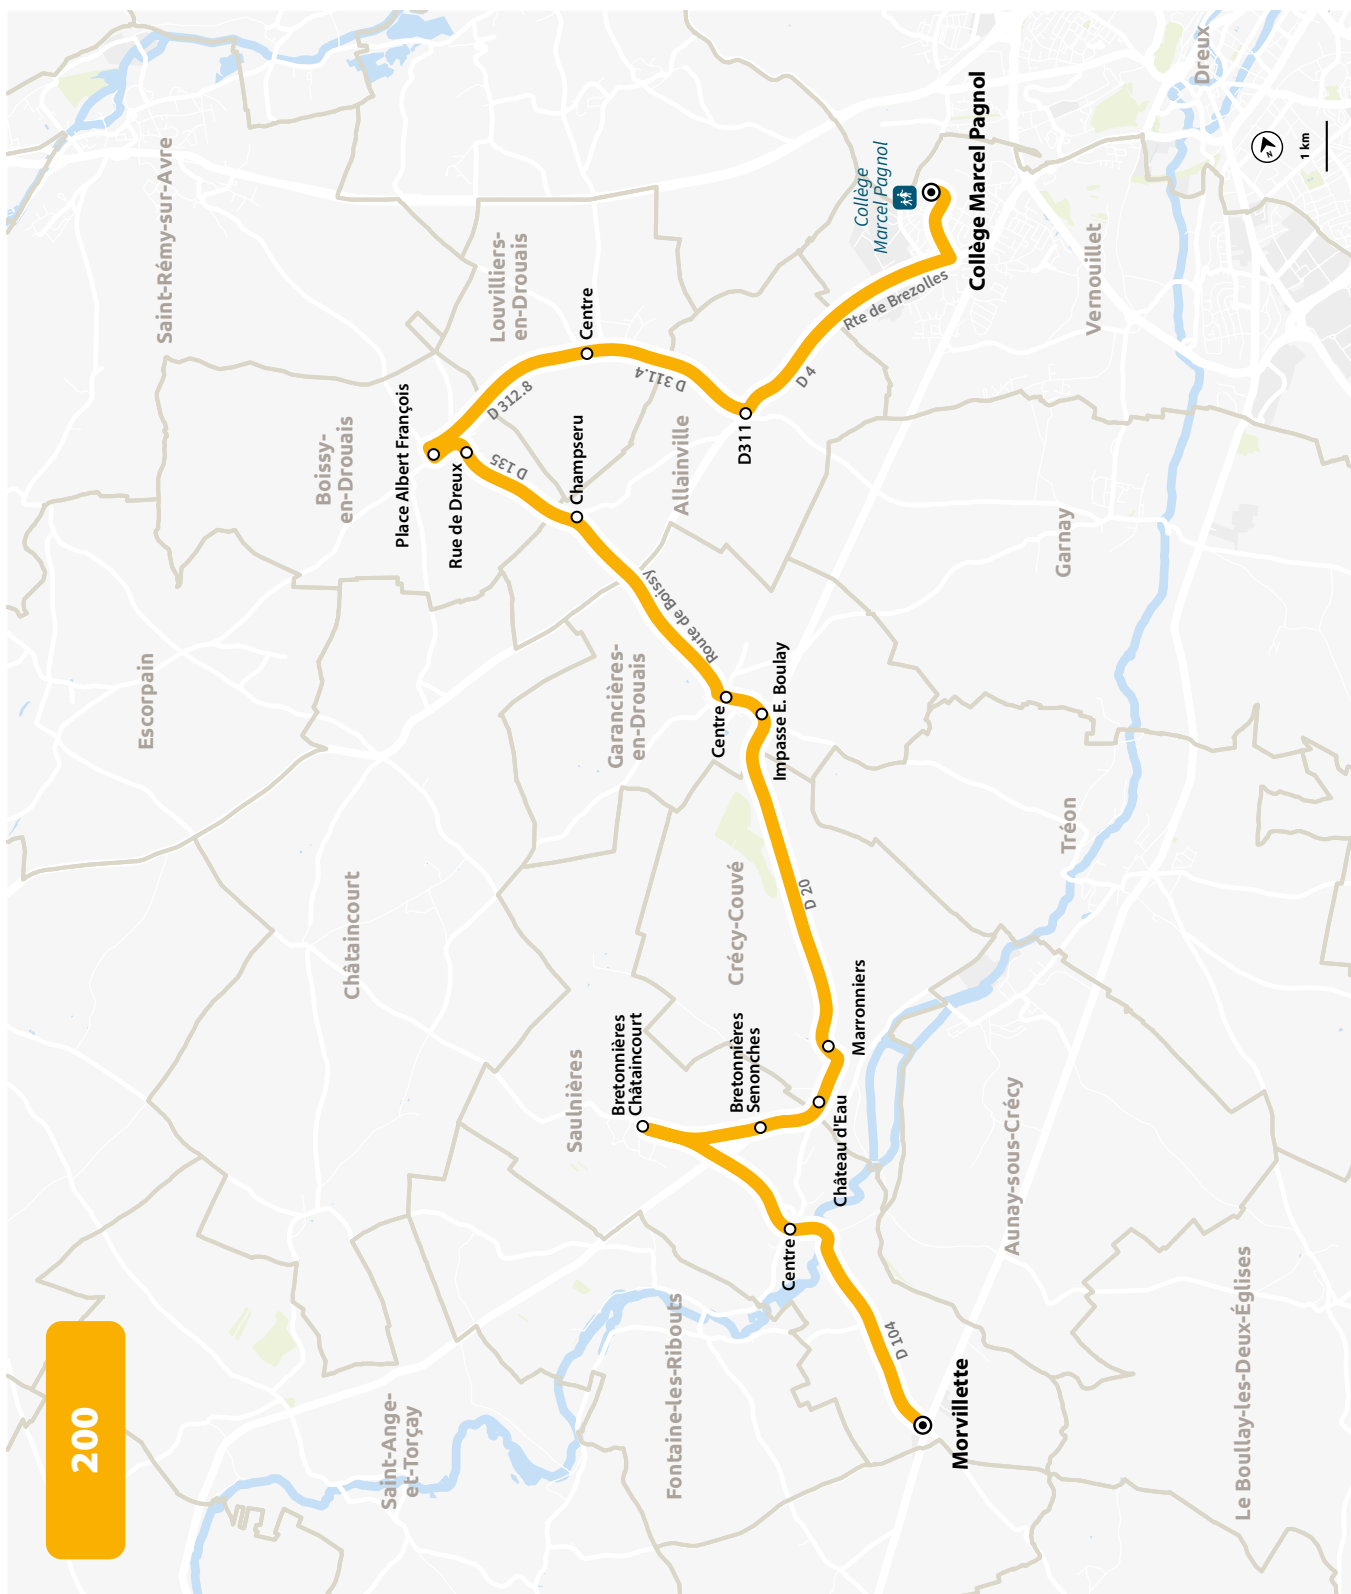 200
Saint-Rémy-sur-Avre
Dreux
Louvilliers-
en-Drouais
Collège
Marcel Pagnol
Collège Marcel Pagnol
N
1 km
Vernouillet
Rte de Brezolles
D 4
Centre
D 311.4
D 312.8
D311
Place Albert François
Boissy-
en-Drouais
Rue de Dreux
D 135
Champseru
Allainville
Garnay
Route de Boissy
Escorpain
Garancières-
en-Drouais
Centre
Impasse E. Boulay
Tréon
Châtaincourt
Crécy-Couvé
D 20
Marronniers
Bretonnières
Châtaincourt
Bretonnières
Senonches
Saulnières
Château d'Eau
Aunay-sous-Crécy
Centre
D 104
Morvillette
Fontaine-les-Ribouts
Saint-Ange-
et-Torçay
Le Boullay-les-Deux-Églises